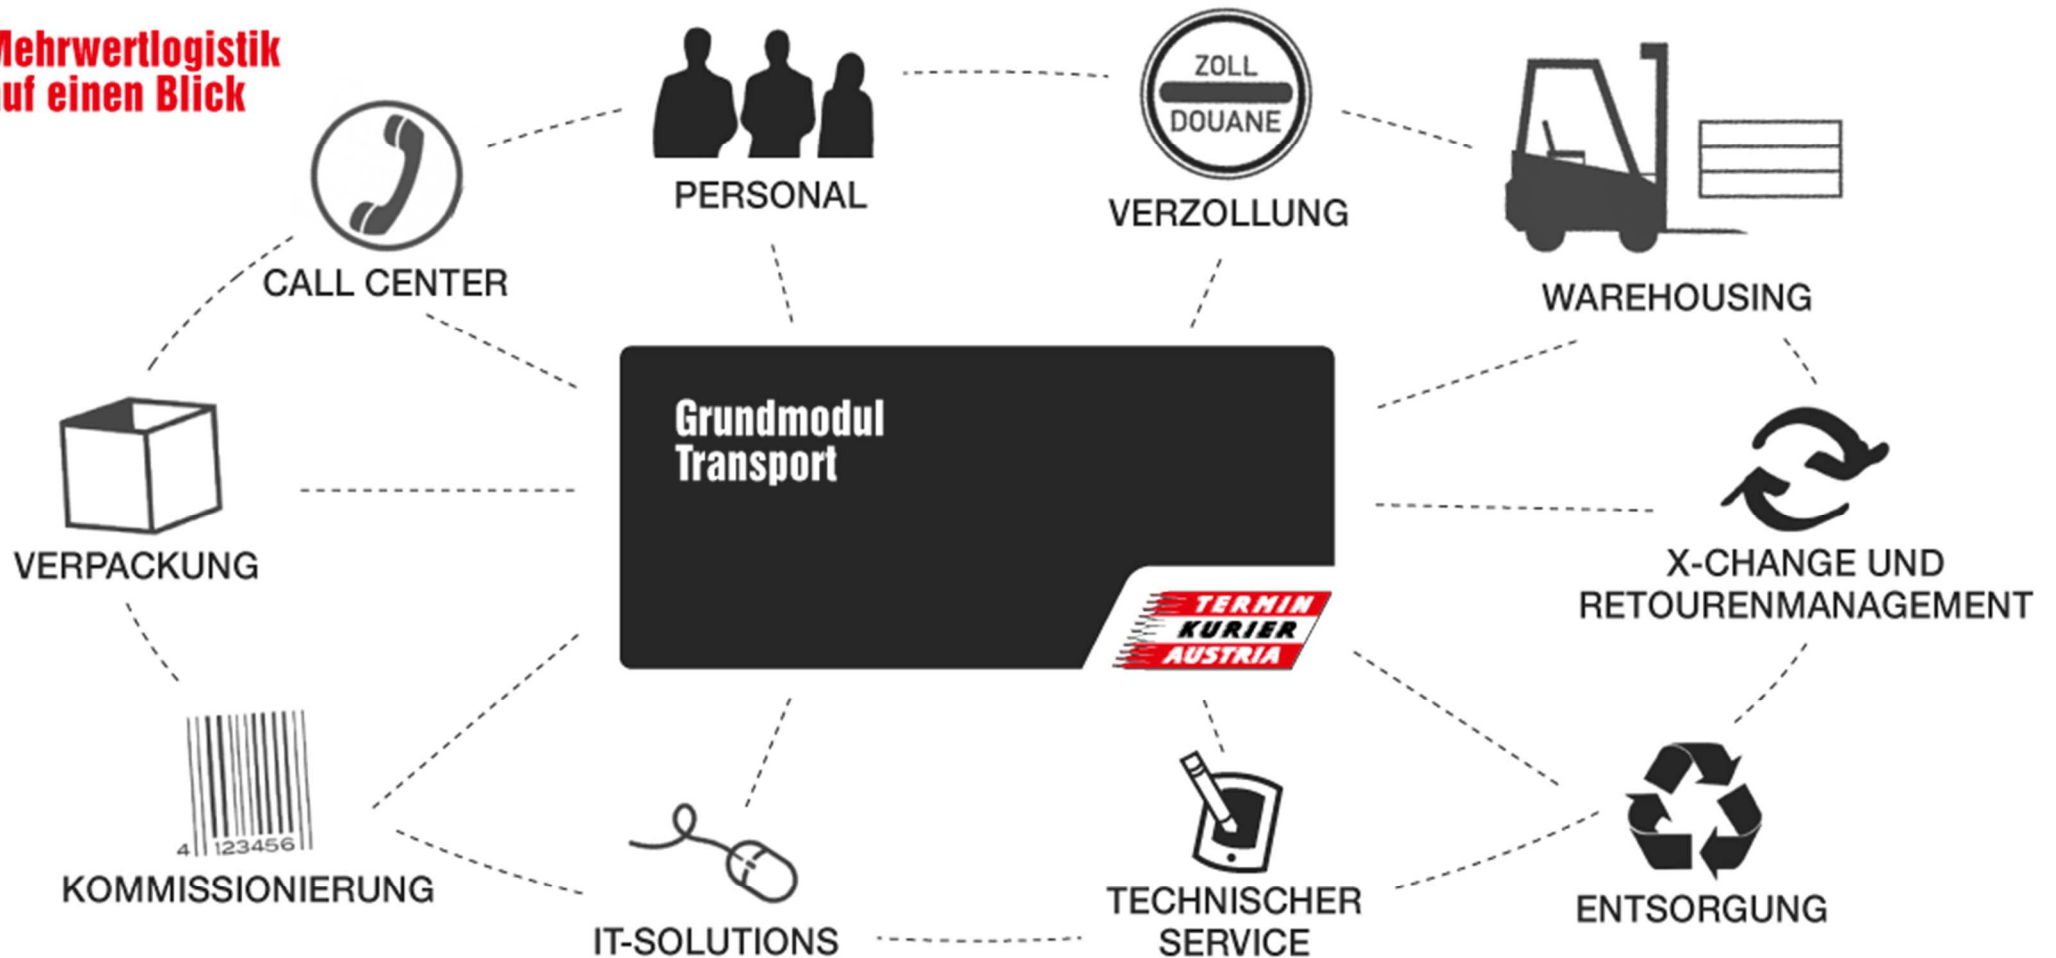 Mehrwertlogistik
auf einen Blick
PERSONAL
ZOLL
DOUANE
VERZOLLUNG
CALL CENTER
WAREHOUSING
Grundmodul
Transport
VERPACKUNG
X-CHANGE UND
RETOURENMANAGEMENT
TERMIN
KURIER
AUSTRIA
4 123456
KOMMISSIONIERUNG
IT-SOLUTIONS
TECHNISCHER
SERVICE
ENTSORGUNG